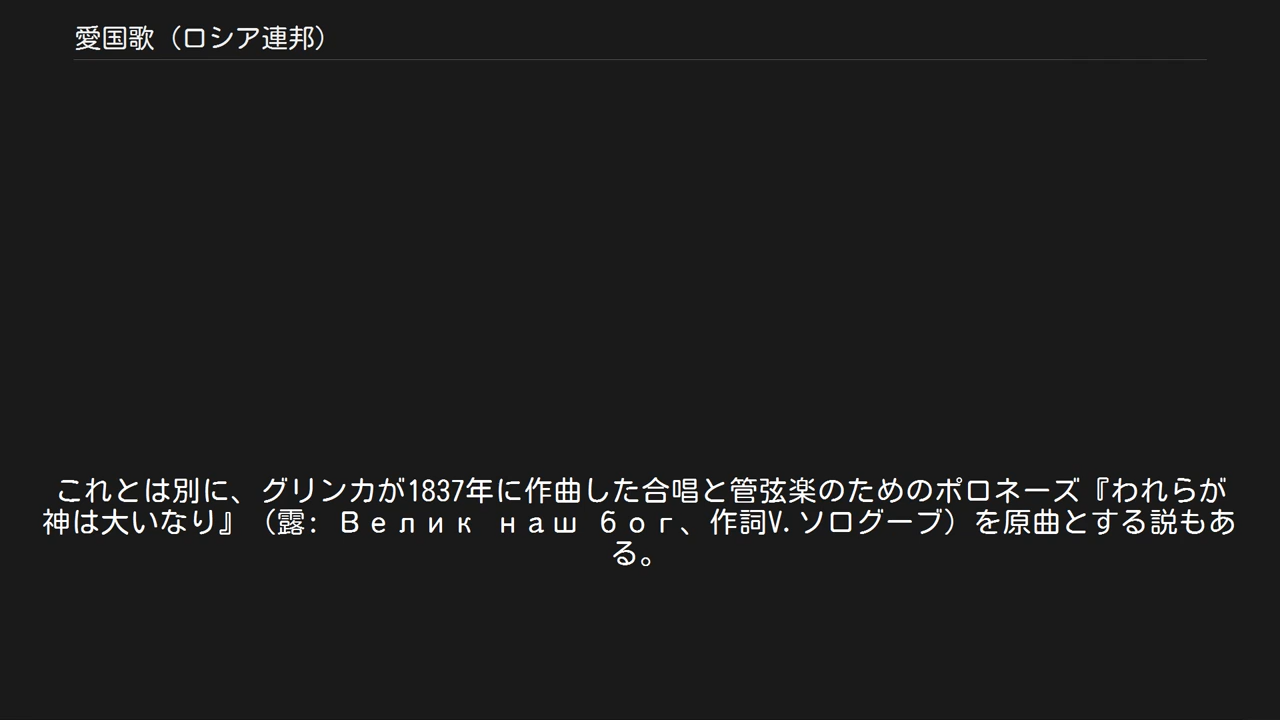 愛国歌（ロシア連邦）
これとは別に、グリンカが1837年に作曲した合唱と管弦楽のためのポロネーズ『われらが
神は大いなり』（露: Велик наш бог、作詞V.ソログーブ）を原曲とする説もあ
る。